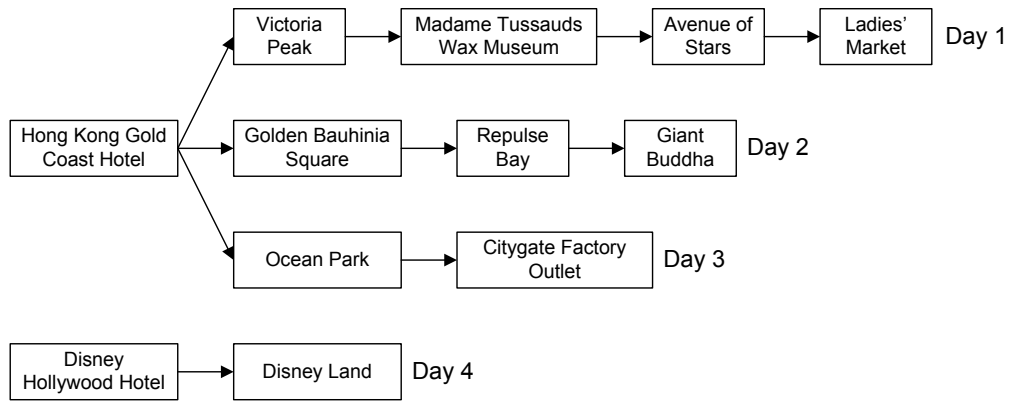 Victoria
Peak
Madame Tussauds
Wax Museum
Avenue of
Stars
Ladies’
Market
Day 1
Hong Kong Gold
Coast Hotel
Golden Bauhinia
Square
Repulse
Bay
Giant
Buddha
Day 2
Ocean Park
Citygate Factory
Outlet
Day 3
Disney
Hollywood Hotel
Disney Land
Day 4